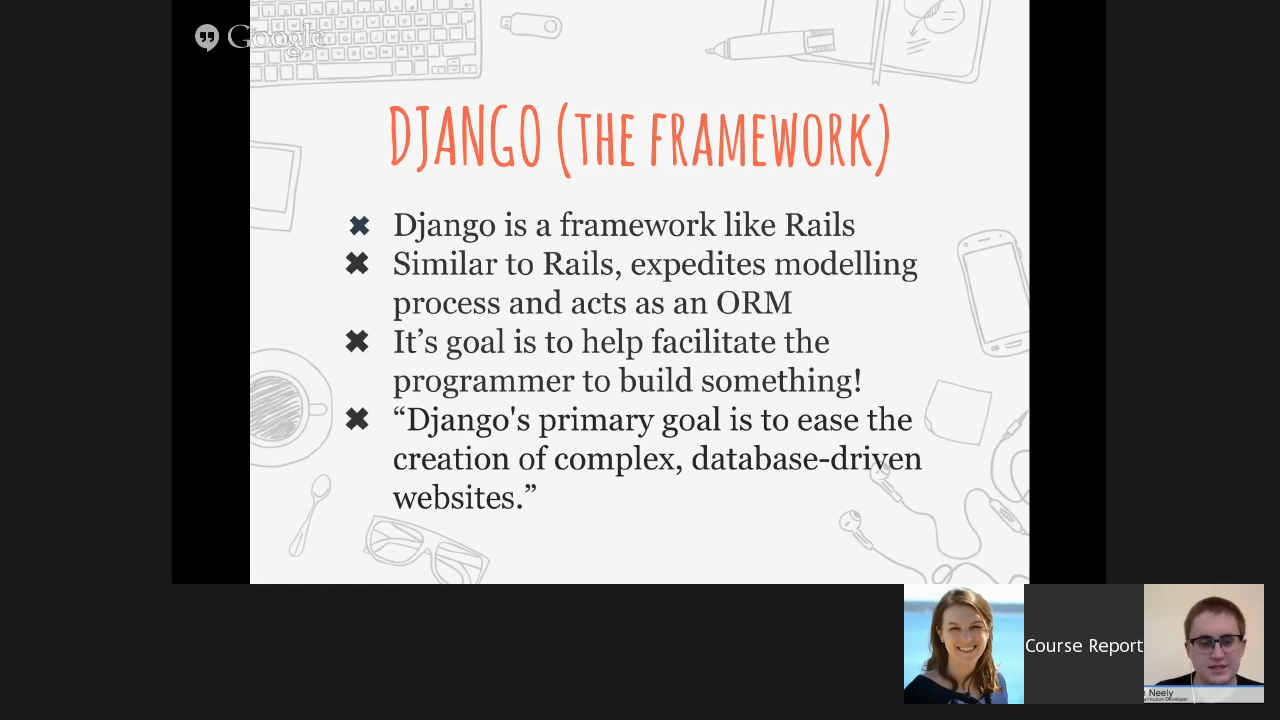 Google
DJANGO (THE FRAMEWORK)
Django is a framework like Rails
Similar to Rails, expedites modelling
process and acts as an ORM
It’s goal is to help facilitate the
programmer to build something!
“Django's primary goal is to ease the
creation of complex, database-driven
websites.”
Course Report
Neely
Curriculum Developer